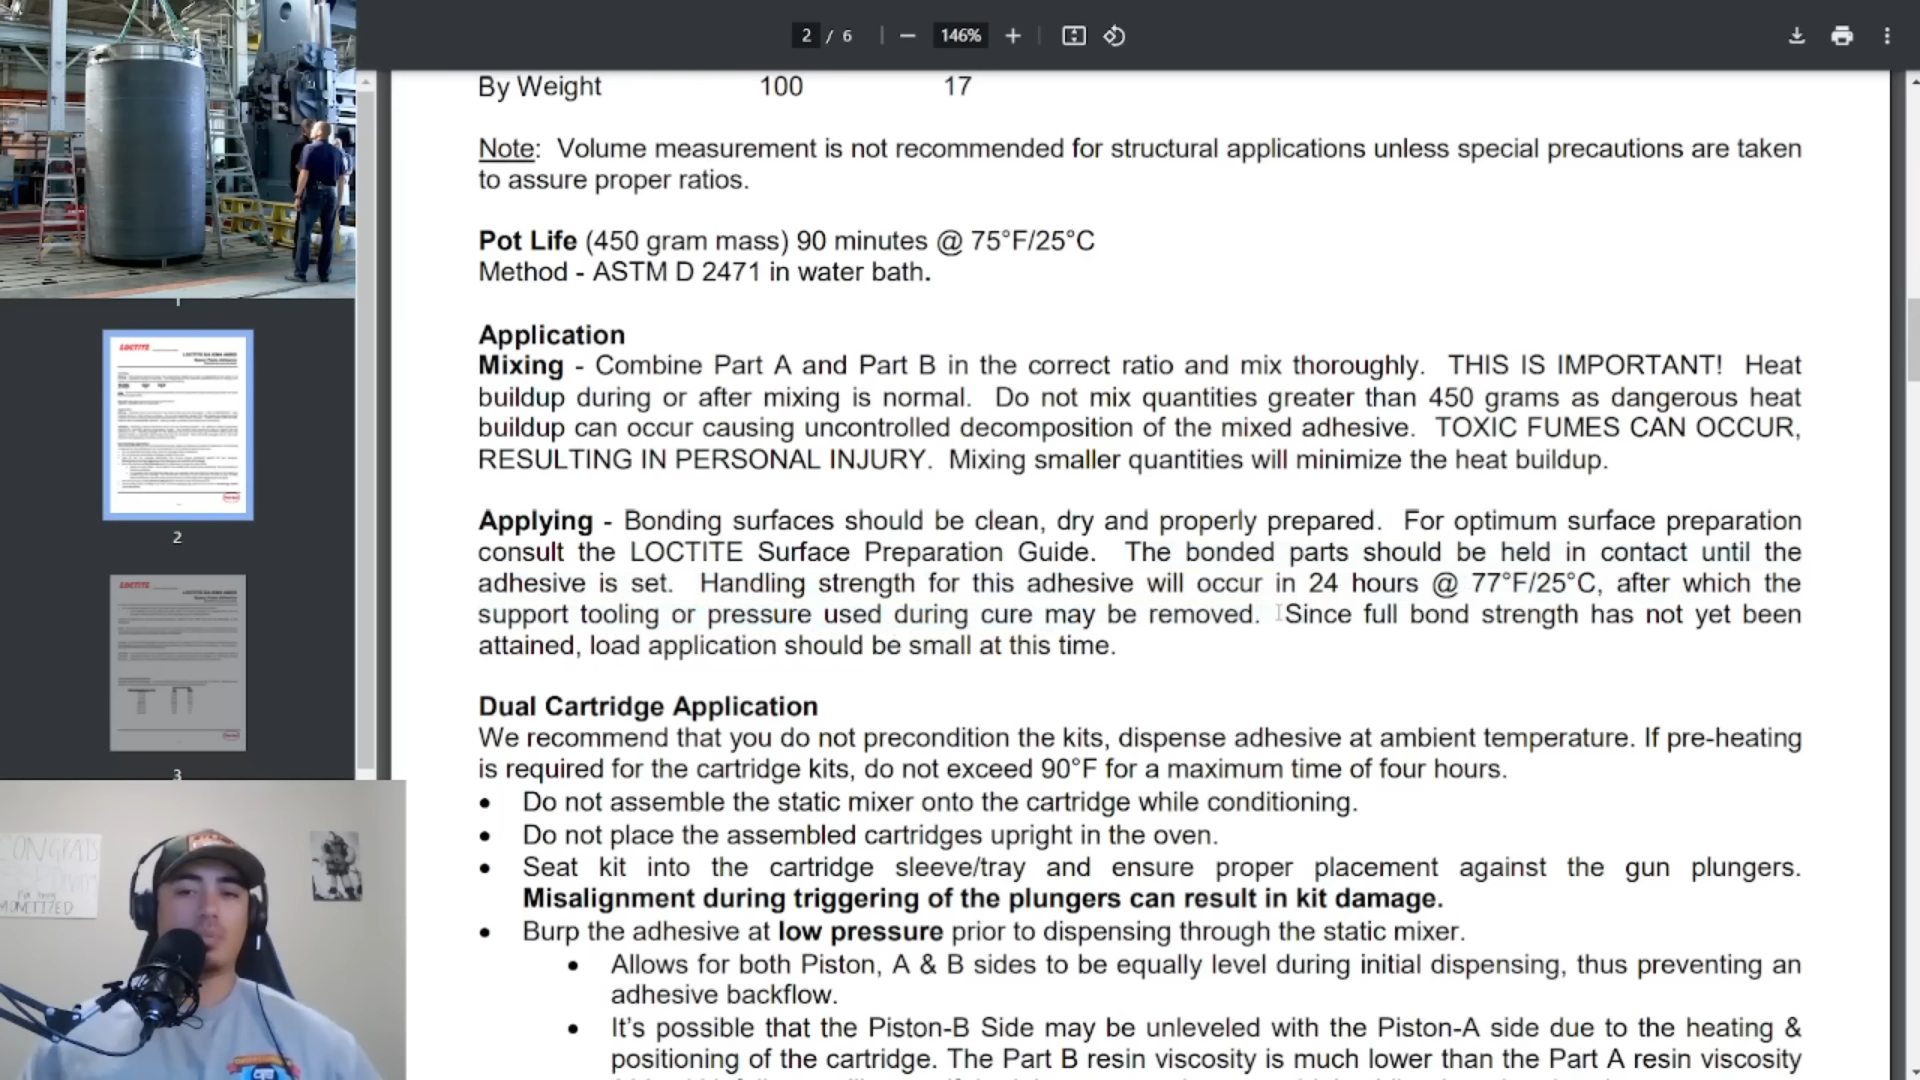 2 / 6
146%
By Weight 100 17
Note: Volume measurement is not recommended for structural applications unless special precautions are taken
to assure proper ratios.
Pot Life (450 gram mass) 90 minutes @ 75°F/25°C
Method - ASTM D 2471 in water bath.
Application
Mixing - Combine Part A and Part B in the correct ratio and mix thoroughly. THIS IS IMPORTANT! Heat
buildup during or after mixing is normal. Do not mix quantities greater than 450 grams as dangerous heat
buildup can occur causing uncontrolled decomposition of the mixed adhesive. TOXIC FUMES CAN OCCUR,
RESULTING IN PERSONAL INJURY. Mixing smaller quantities will minimize the heat buildup.
Applying - Bonding surfaces should be clean, dry and properly prepared. For optimum surface preparation
consult the LOCTITE Surface Preparation Guide. The bonded parts should be held in contact until the
adhesive is set. Handling strength for this adhesive will occur in 24 hours @ 77°F/25°C, after which the
support tooling or pressure used during cure may be removed. Since full bond strength has not yet been
attained, load application should be small at this time.
Dual Cartridge Application
We recommend that you do not precondition the kits, dispense adhesive at ambient temperature. If pre-heating
is required for the cartridge kits, do not exceed 90°F for a maximum time of four hours.
• Do not assemble the static mixer onto the cartridge while conditioning.
• Do not place the assembled cartridges upright in the oven.
• Seat kit into the cartridge sleeve/tray and ensure proper placement against the gun plungers.
Misalignment during triggering of the plungers can result in kit damage.
• Burp the adhesive at low pressure prior to dispensing through the static mixer.
• Allows for both Piston, A & B sides to be equally level during initial dispensing, thus preventing an
adhesive backflow.
• It's possible that the Piston-B Side may be unleveled with the Piston-A side due to the heating &
positioning of the cartridge. The Part B resin viscosity is much lower than the Part A resin viscosity
LOCTITE
2
LOCTITE
3
CONGRATS
MONETIZED